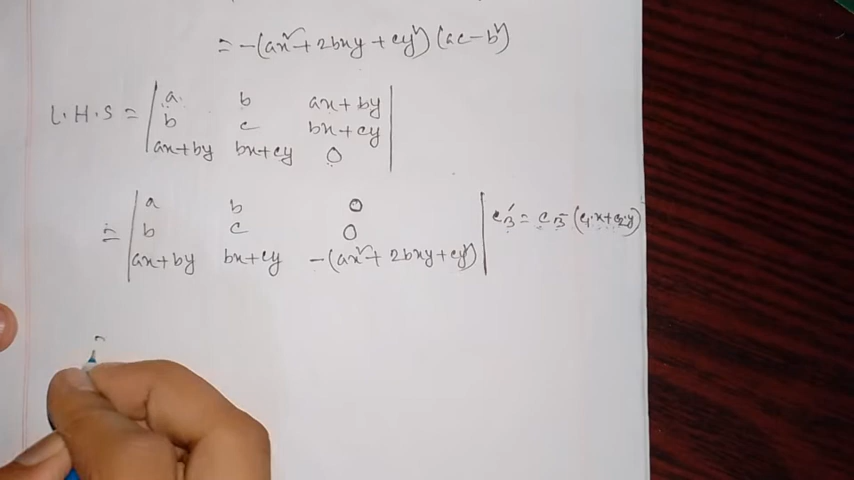 = -(ax² + 2bxy + cy²) (ac - b²)
L.H.S = | a b ax + by |
| b c bx + cy |
| ax + by bx + cy 0 |
= | a b 0 |
| b c 0 | c₃' = c₃ - (c₁x + c₂y)
| ax + by bx + cy -(ax² + 2bxy + cy²) |
=